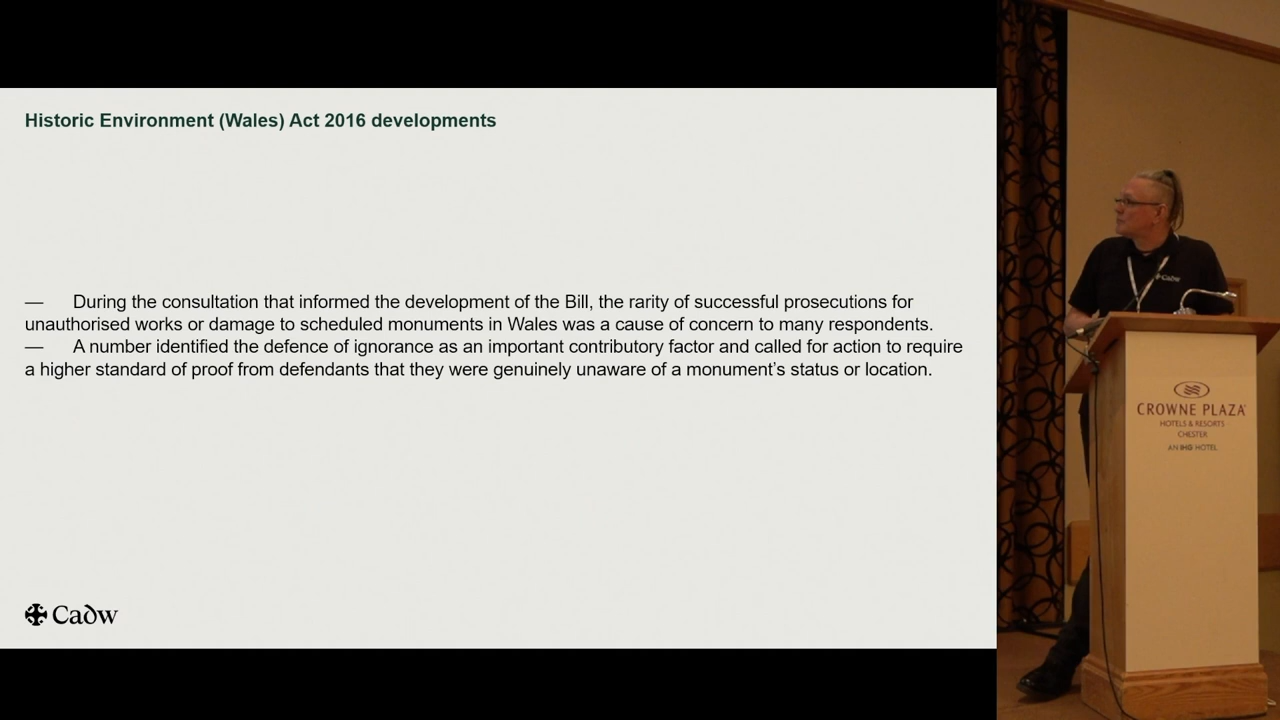 Historic Environment (Wales) Act 2016 developments
— During the consultation that informed the development of the Bill, the rarity of successful prosecutions for
unauthorised works or damage to scheduled monuments in Wales was a cause of concern to many respondents.
— A number identified the defence of ignorance as an important contributory factor and called for action to require
a higher standard of proof from defendants that they were genuinely unaware of a monument's status or location.
Cadw
Cadw
CROWNE PLAZA
HOTELS & RESORTS
CHESTER
AN IHG HOTEL